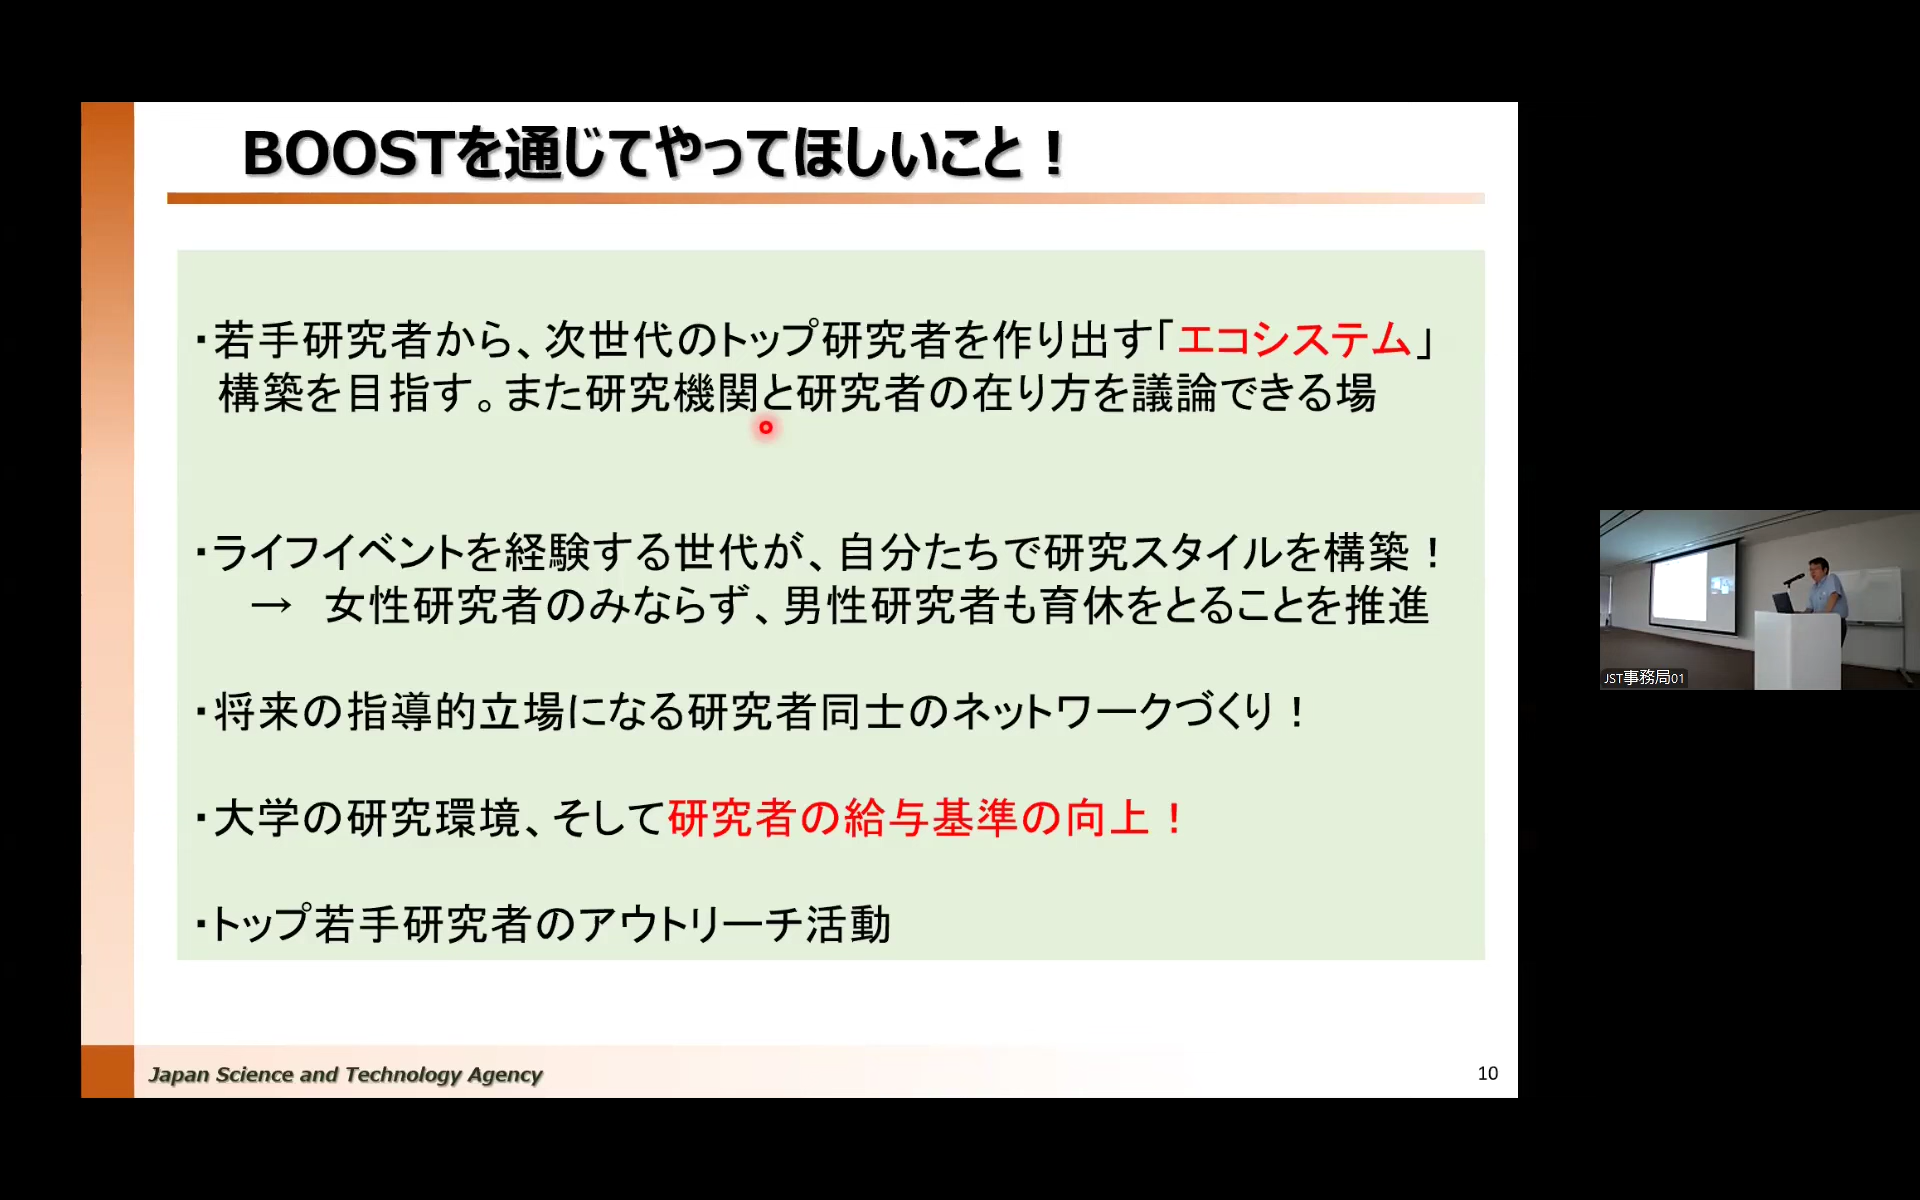 BOOSTを通じてやってほしいこと！
・若手研究者から、次世代のトップ研究者を作り出す「エコシステム」
構築を目指す。また研究機関と研究者の在り方を議論できる場
・ライフイベントを経験する世代が、自分たちで研究スタイルを構築！
→　女性研究者のみならず、男性研究者も育休をとることを推進
・将来の指導的立場になる研究者同士のネットワークづくり！
・大学の研究環境、そして研究者の給与基準の向上！
・トップ若手研究者のアウトリーチ活動
Japan Science and Technology Agency
10
JST事務局01